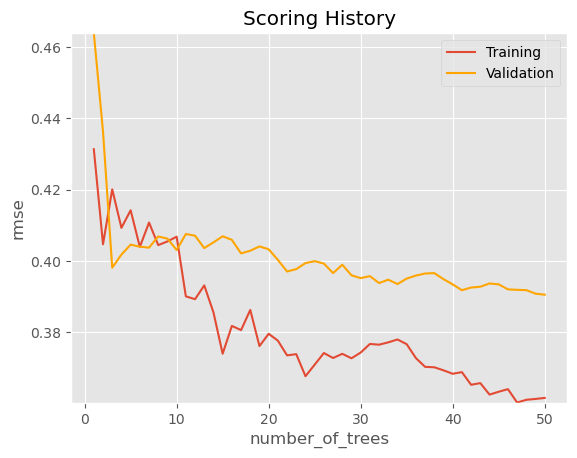 Scoring History
Training
Validation
0.46
0.44
0.42
0.40
0.38
rmse
0
10
20
30
40
50
number_of_trees